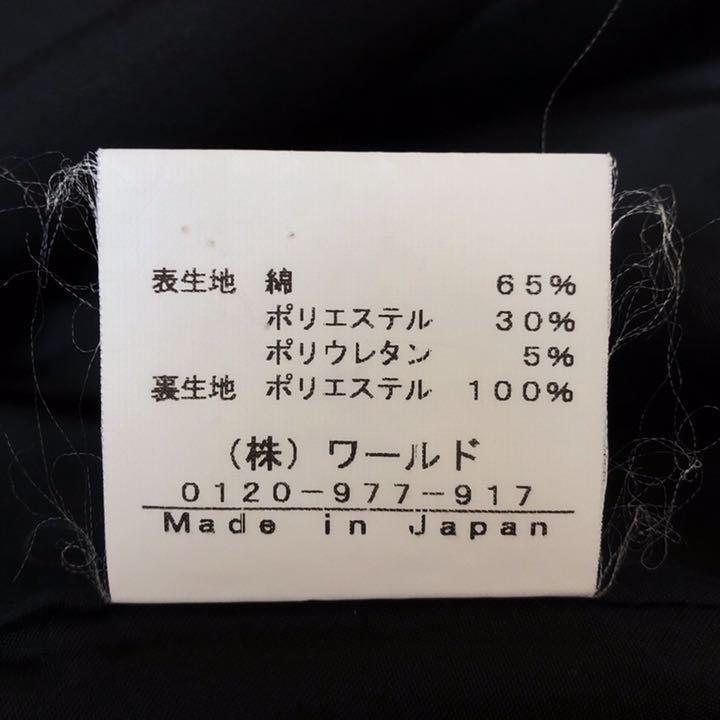 表生地 綿 65%
ポリエステル 30%
ポリウレタン 5%
裏生地 ポリエステル 100%
(株)ワールド
0120-977-917
Made in Japan